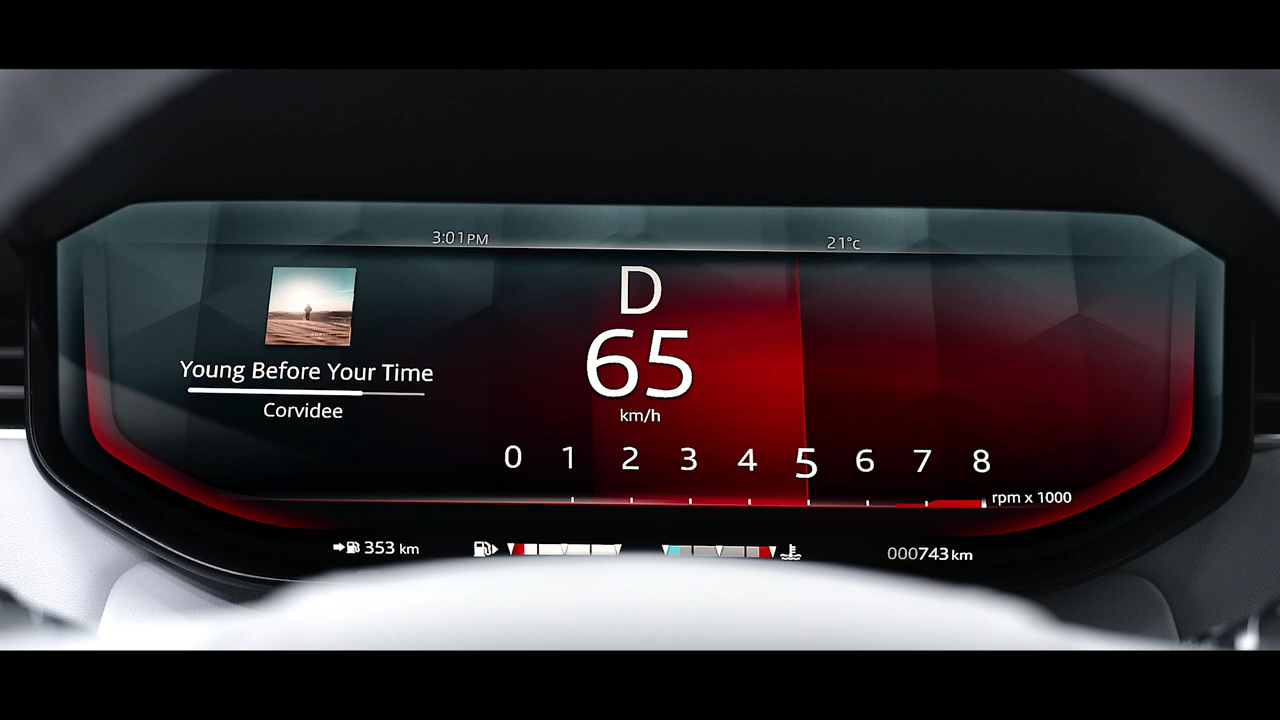 3:01PM
21°c
D
65
km/h
Young Before Your Time
Corvidee
0 1 2 3 4 5 6 7 8
rpm x 1000
353 km
000743 km